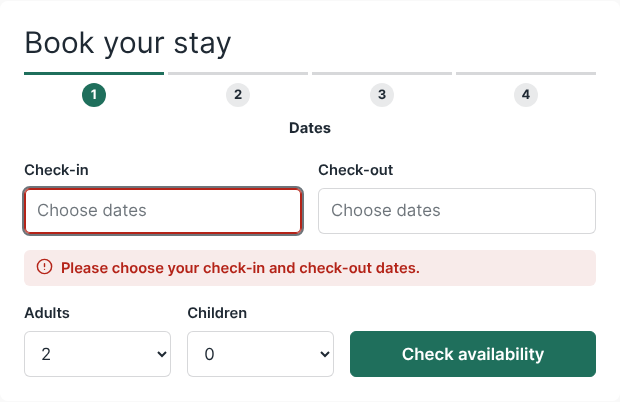 Book your stay
1 2 3 4
Dates
Check-in Check-out
Choose dates Choose dates
Please choose your check-in and check-out dates.
Adults Children
2 0 Check availability